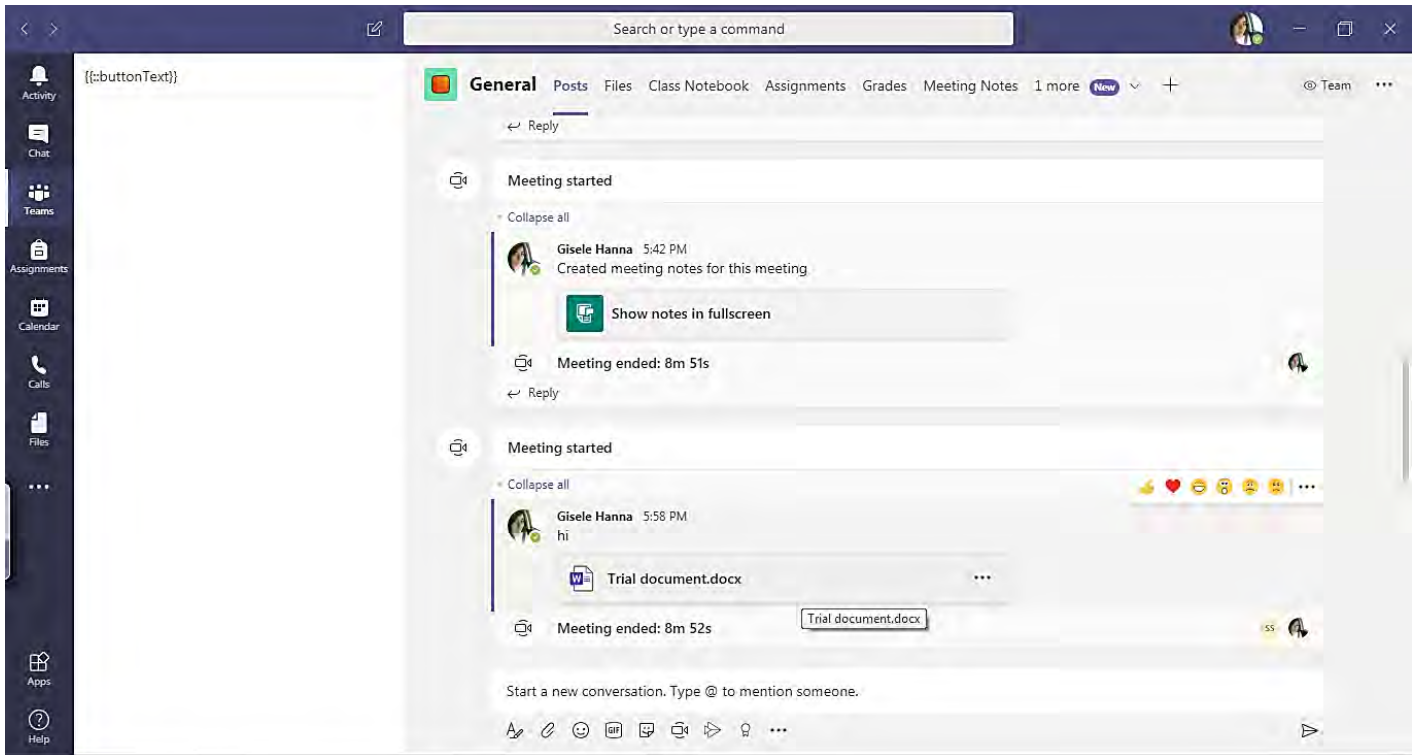 Search or type a command
Activity
Chat
Teams
Assignments
Calendar
Calls
Files
Apps
Help
{{::buttonText}}
General Posts Files Class Notebook Assignments Grades Meeting Notes 1 more New Team
Reply
Meeting started
Collapse all
Gisele Hanna 5:42 PM
Created meeting notes for this meeting
Show notes in fullscreen
Meeting ended: 8m 51s
Reply
Meeting started
Collapse all
Gisele Hanna 5:58 PM
hi
Trial document.docx
Trial document.docx
Meeting ended: 8m 52s
SS
Start a new conversation. Type @ to mention someone.
GIF